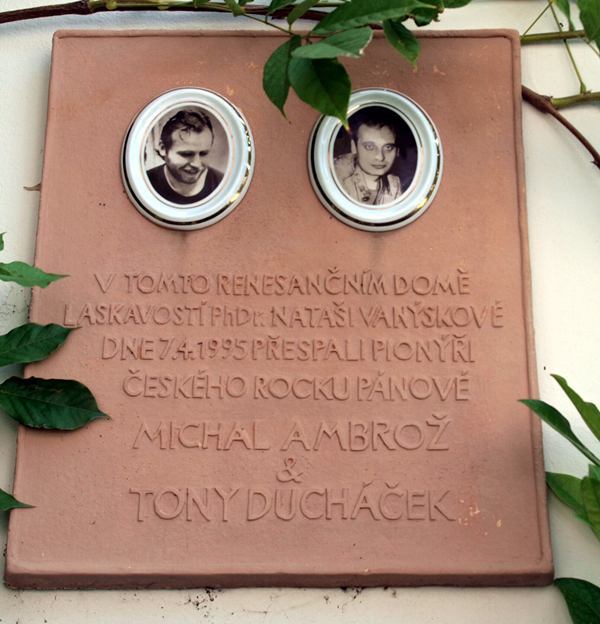 V TOMTO RENESANČNÍM DOMĚ
LASKAVOSTÍ PhDr. NATAŠI VANÝSKOVÉ
DNE 7.4.1995 PŘESPALI PIONÝŘI
ČESKÉHO ROCKU PÁNOVÉ
MICHAL AMBROŽ
&
TONY DUCHÁČEK